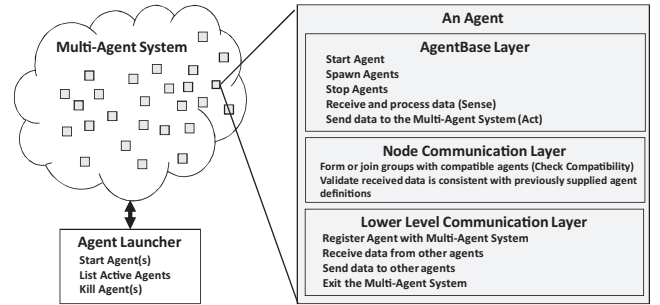 Multi-Agent System
Agent Launcher
Start Agent(s)
List Active Agents
Kill Agent(s)
An Agent
AgentBase Layer
Start Agent
Spawn Agents
Stop Agents
Receive and process data (Sense)
Send data to the Multi-Agent System (Act)
Node Communication Layer
Form or join groups with compatible agents (Check Compatibility)
Validate received data is consistent with previously supplied agent
definitions
Lower Level Communication Layer
Register Agent with Multi-Agent System
Receive data from other agents
Send data to other agents
Exit the Multi-Agent System